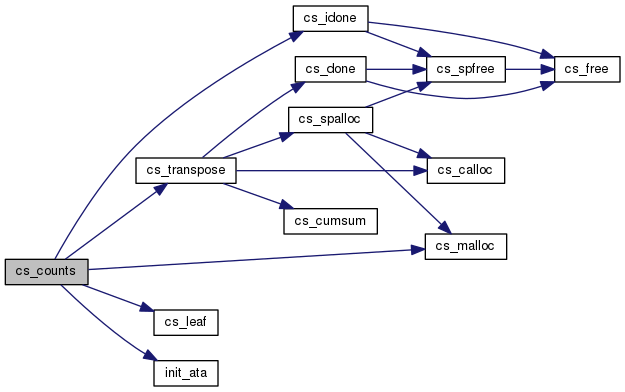 cs_idone
cs_done
cs_spfree
cs_free
cs_spalloc
cs_transpose
cs_calloc
cs_cumsum
cs_malloc
cs_counts
cs_leaf
init_ata